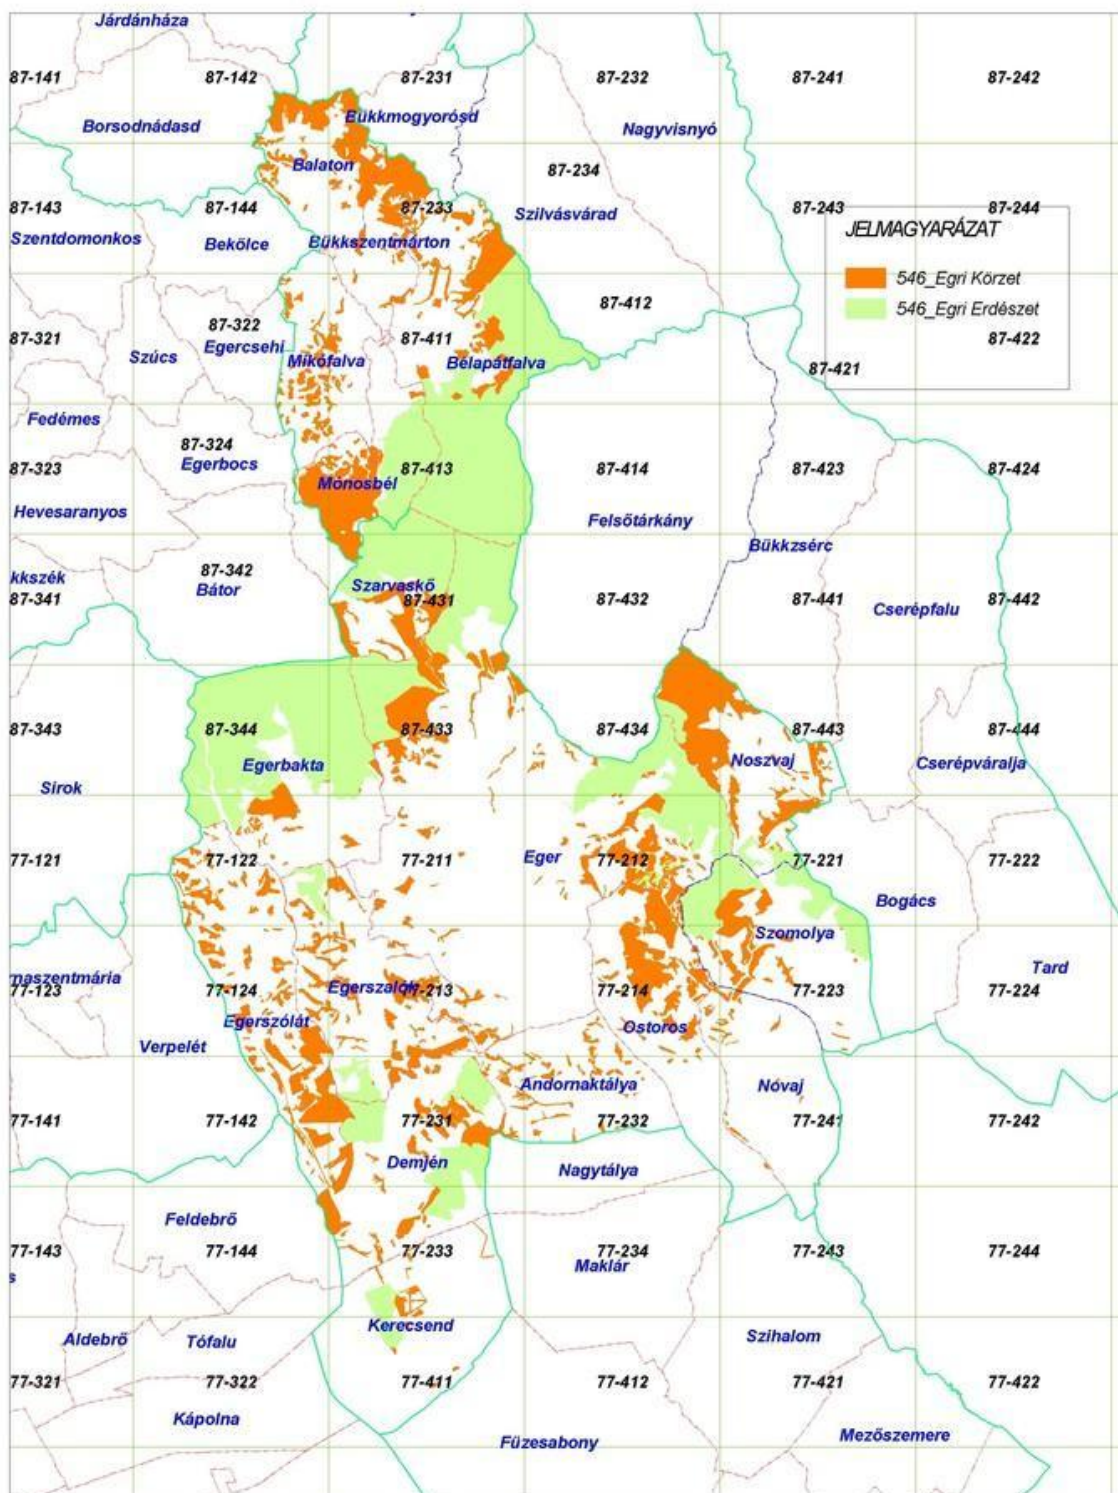 Járdánháza
87-141
87-142
87-231
87-232
87-241
87-242
Bükkmogyorósd
Borsodnádasd
Nagyvisnyó
Balaton
87-234
87-143
87-144
87-233
Szilvásvárad
87-243
87-244
Szentdomonkos
Bekölce
Bükkszentmárton
JELMAGYARÁZAT
546_Egri Körzet
546_Egri Erdészet
87-412
87-321
87-322
87-411
87-422
Egercsehi
Szúcs
Mikófalva
Bélapátfalva
87-421
Fedémes
87-324
87-323
Egerbocs
87-413
87-414
87-423
87-424
Mónosbél
Hevesaranyos
Felsőtárkány
Bükkzsérc
87-342
kkszék
Bátor
Szarvaskő
87-341
87-431
87-432
87-441
87-442
Cserépfalu
87-343
87-344
87-433
87-434
87-443
87-444
Egerbakta
Noszvaj
Cserépváralja
Sirok
77-121
77-122
77-211
Eger
77-212
77-221
77-222
Bogács
Szomolya
rnaszentmária
Tard
77-123
77-124
Egerszalók
77-213
77-214
77-223
77-224
Egerszólát
Ostoros
Verpelét
Andornaktálya
Nóvaj
77-141
77-142
77-231
77-232
77-241
77-242
Demjén
Nagytálya
Feldebrő
77-143
77-144
77-233
77-234
77-243
77-244
Maklár
s
Kerecsend
Aldebrő
Tófalu
Szihalom
77-321
77-322
77-411
77-412
77-421
77-422
Kápolna
Füzesabony
Mezőszemere